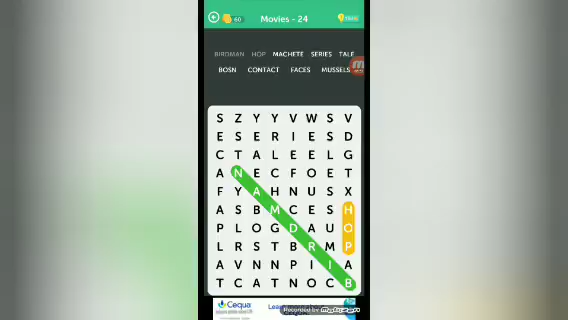 60 Movies - 24
BIRDMAN HOP MACHETE SERIES TALE
BOSN CONTACT FACES MUSSELS
S Z Y Y V W S V
E S E R I E S D
C T A L E E L G
A N E C F O E T
F Y A H N U S X
A S B M C E S H
P L O G D A U O
L R S T B R M P
A V N N P I I A
T C A T N O C B
Cequa
Recorded by